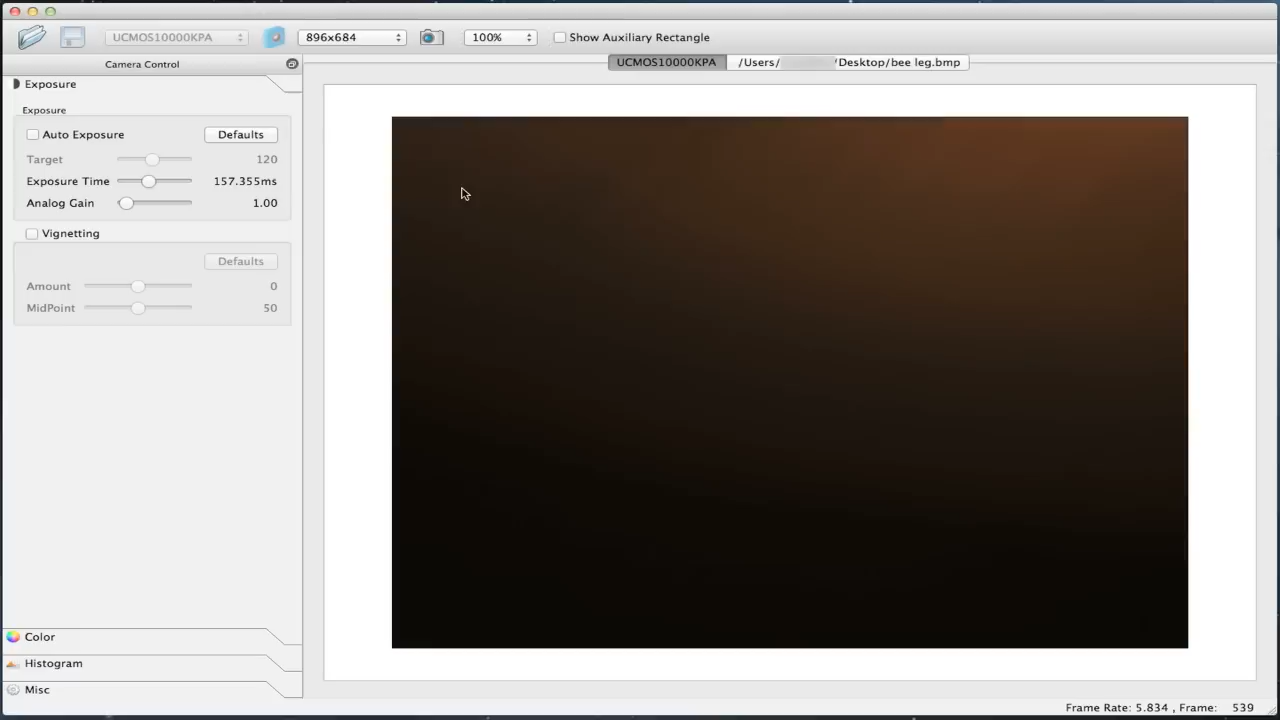 UCMOS10000KPA 896x684 100% Show Auxiliary Rectangle
Camera Control
UCMOS10000KPA /Users/ /Desktop/bee leg.bmp
Exposure
Exposure
Auto Exposure Defaults
Target 120
Exposure Time 157.355ms
Analog Gain 1.00
Vignetting
Defaults
Amount 0
MidPoint 50
Color
Histogram
Misc
Frame Rate: 5.834 , Frame: 539